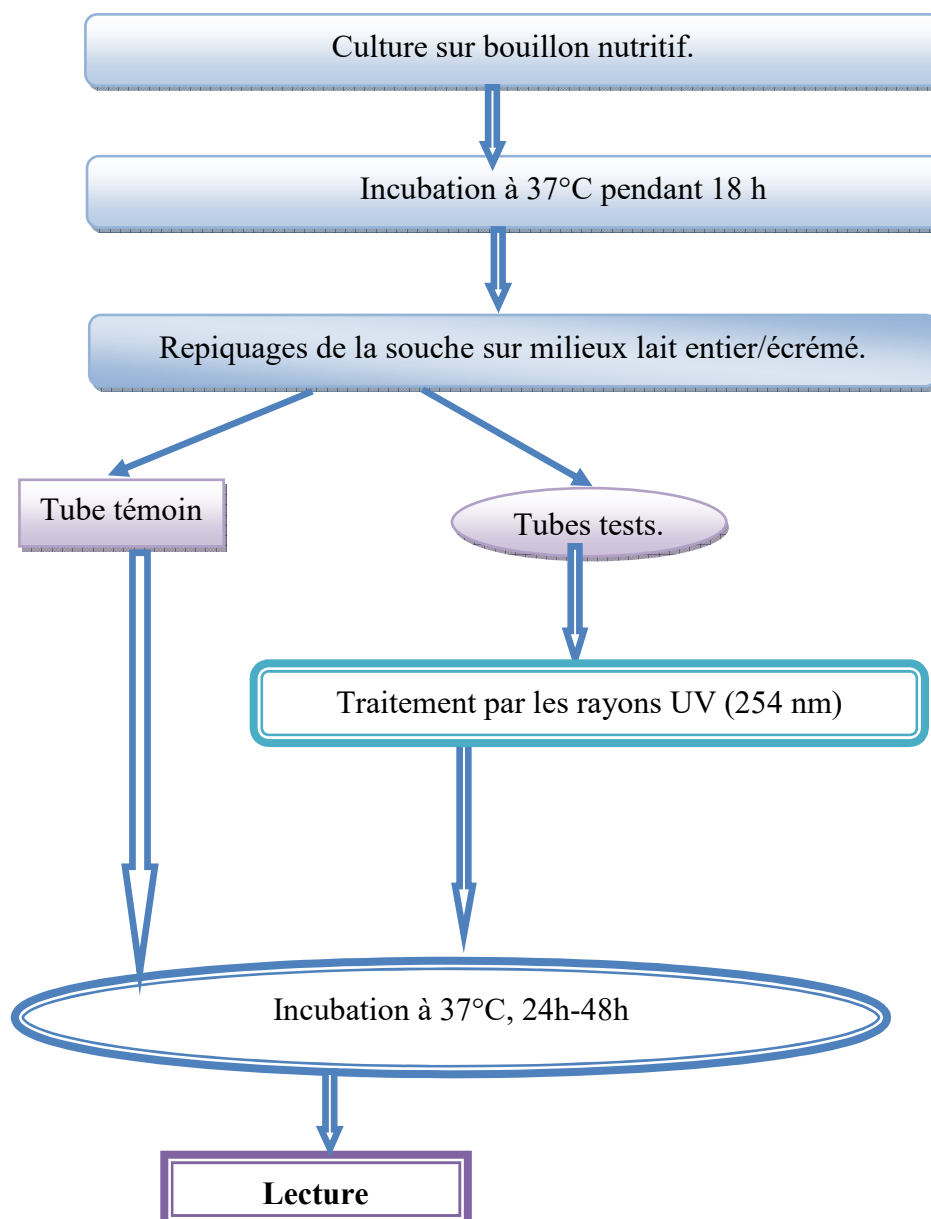 Culture sur bouillon nutritif.
Incubation à 37°C pendant 18 h
Repiquages de la souche sur milieux lait entier/écrémé.
Tube témoin
Tubes tests.
Traitement par les rayons UV (254 nm)
Incubation à 37°C, 24h-48h
Lecture